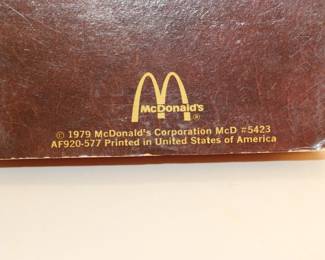 McDonald's
®
© 1979 McDonald's Corporation McD #5423
AF920-577 Printed in United States of America